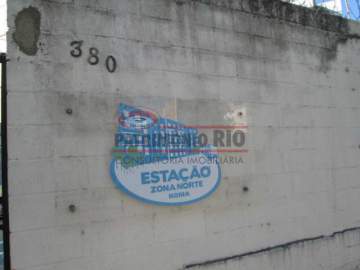 380
PATRIMÔNIO RIO
CONSULTORIA IMOBILIÁRIA
ESTAÇÃO
ZONA NORTE